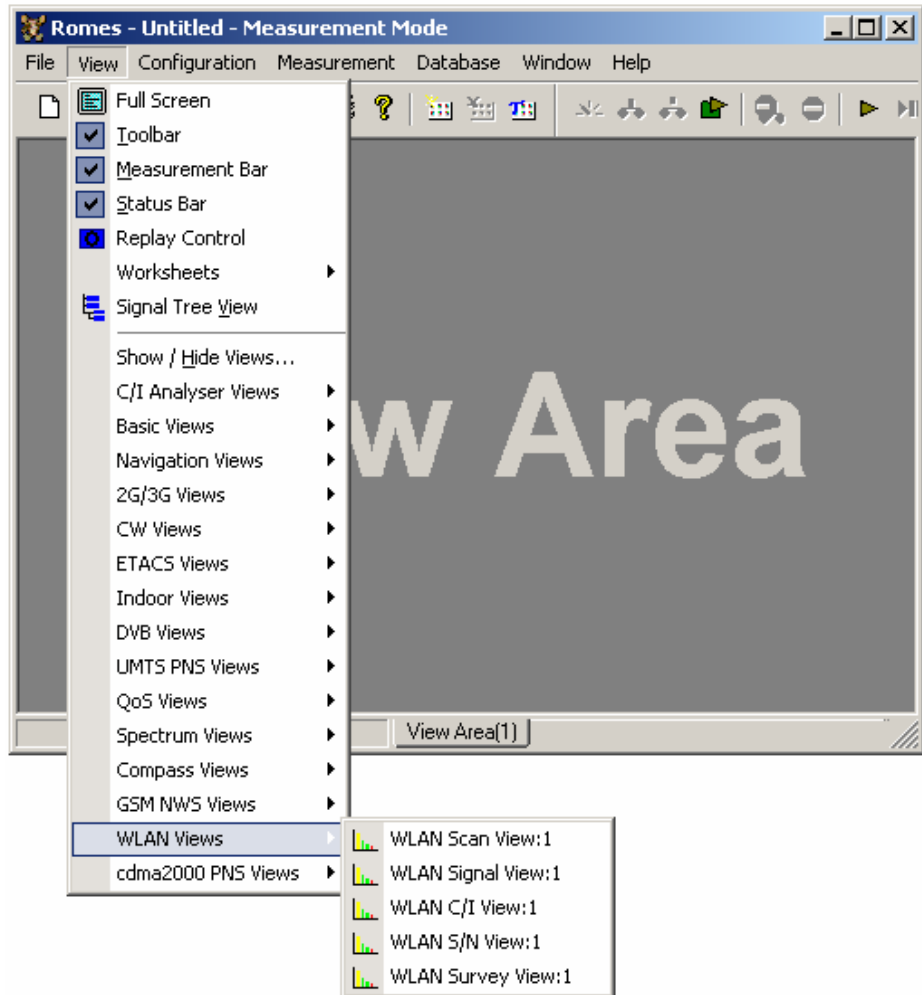 Romes - Untitled - Measurement Mode
File View Configuration Measurement Database Window Help
Full Screen
Toolbar
Measurement Bar
Status Bar
Replay Control
Worksheets
Signal Tree View
Show / Hide Views...
C/I Analyser Views
Basic Views
Navigation Views
2G/3G Views
CW Views
ETACS Views
Indoor Views
DVB Views
UMTS PNS Views
QoS Views
Spectrum Views
Compass Views
GSM NWS Views
WLAN Views
cdma2000 PNS Views
WLAN Scan View:1
WLAN Signal View:1
WLAN C/I View:1
WLAN S/N View:1
WLAN Survey View:1
w Area
View Area(1)